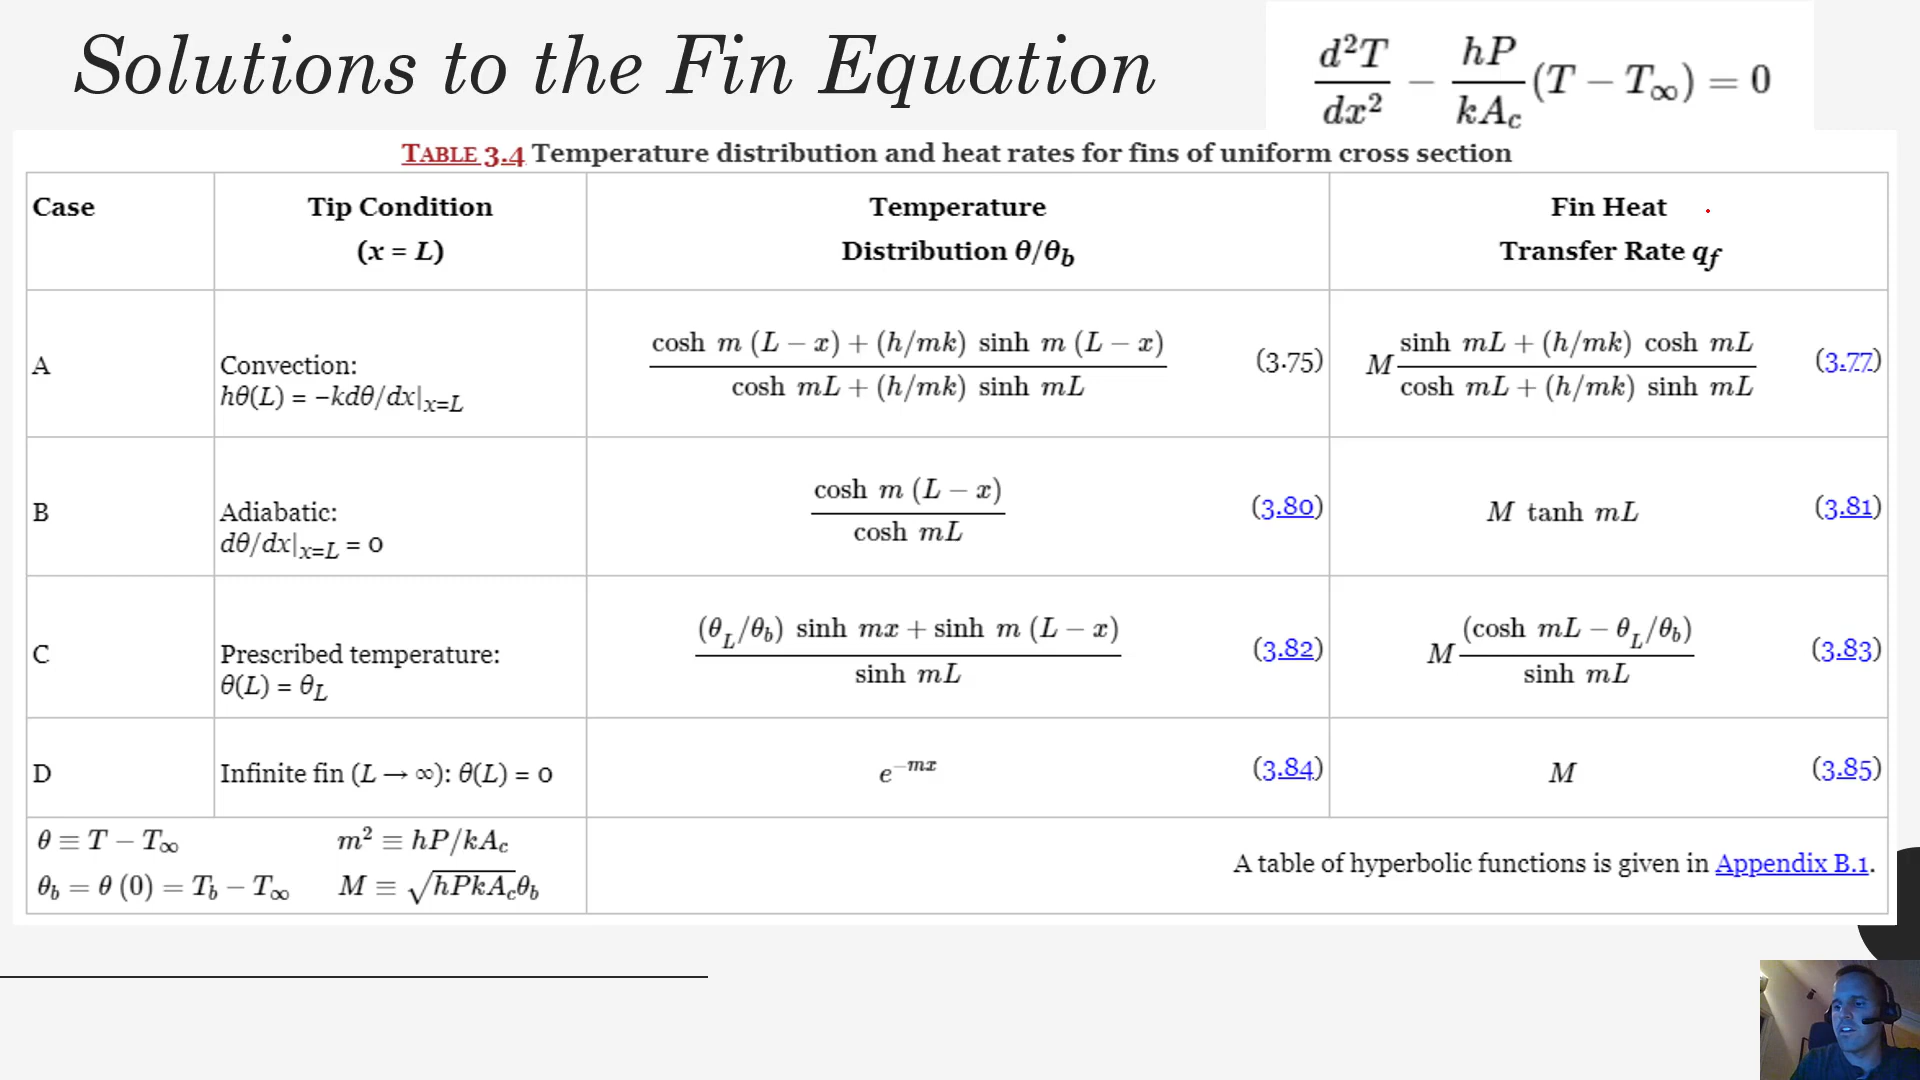 Solutions to the Fin Equation
d²T/dx² − hP/kA_c (T − T∞) = 0
TABLE 3.4 Temperature distribution and heat rates for fins of uniform cross section
Case
Tip Condition
(x = L)
Temperature
Distribution θ/θ_b
Fin Heat
Transfer Rate q_f
A
Convection:
hθ(L) = −kdθ/dx|_x=L
cosh m (L − x) + (h/mk) sinh m (L − x)
cosh mL + (h/mk) sinh mL
(3.75)
M
sinh mL + (h/mk) cosh mL
cosh mL + (h/mk) sinh mL
(3.77)
B
Adiabatic:
dθ/dx|_x=L = 0
cosh m (L − x)
cosh mL
(3.80)
M tanh mL
(3.81)
C
Prescribed temperature:
θ(L) = θ_L
(θ_L/θ_b) sinh mx + sinh m (L − x)
sinh mL
(3.82)
M
(cosh mL − θ_L/θ_b)
sinh mL
(3.83)
D
Infinite fin (L → ∞): θ(L) = 0
e^−mx
(3.84)
M
(3.85)
θ ≡ T − T∞
m² ≡ hP/kA_c
θ_b = θ (0) = T_b − T∞
M ≡ √hPkA_cθ_b
A table of hyperbolic functions is given in Appendix B.1.